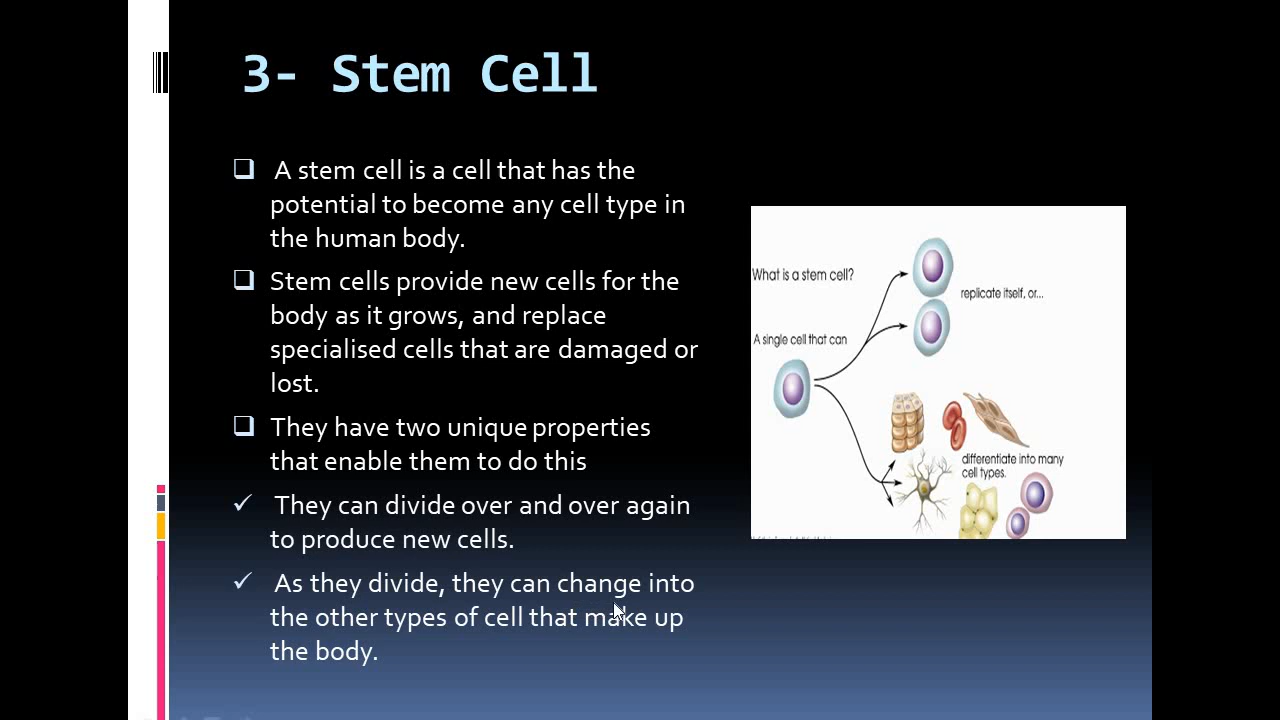 3- Stem Cell
A stem cell is a cell that has the
potential to become any cell type in
the human body.
Stem cells provide new cells for the
body as it grows, and replace
specialised cells that are damaged or
lost.
They have two unique properties
that enable them to do this
They can divide over and over again
to produce new cells.
As they divide, they can change into
the other types of cell that make up
the body.
What is a stem cell?
replicate itself, or...
A single cell that can
differentiate into many
cell types.